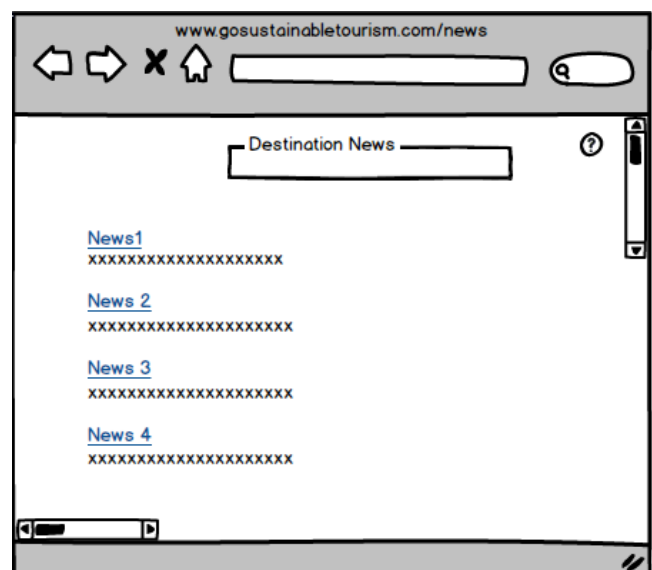 www.gosustainabletourism.com/news
Destination News
?
News1
xxxxxxxxxxxxxxxxxxxx
News 2
xxxxxxxxxxxxxxxxxxxxx
News 3
xxxxxxxxxxxxxxxxxxxxx
News 4
xxxxxxxxxxxxxxxxxxxxx